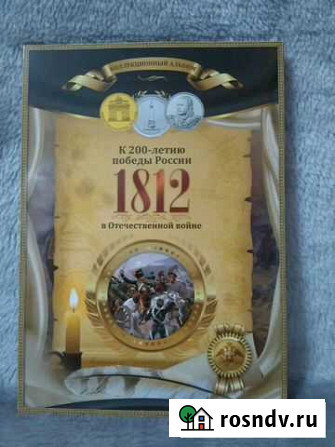 КОЛЛЕКЦИОННЫЙ АЛЬБОМ
К 200-летию
победы России
1812
в Отечественной войне
rosndv.ru